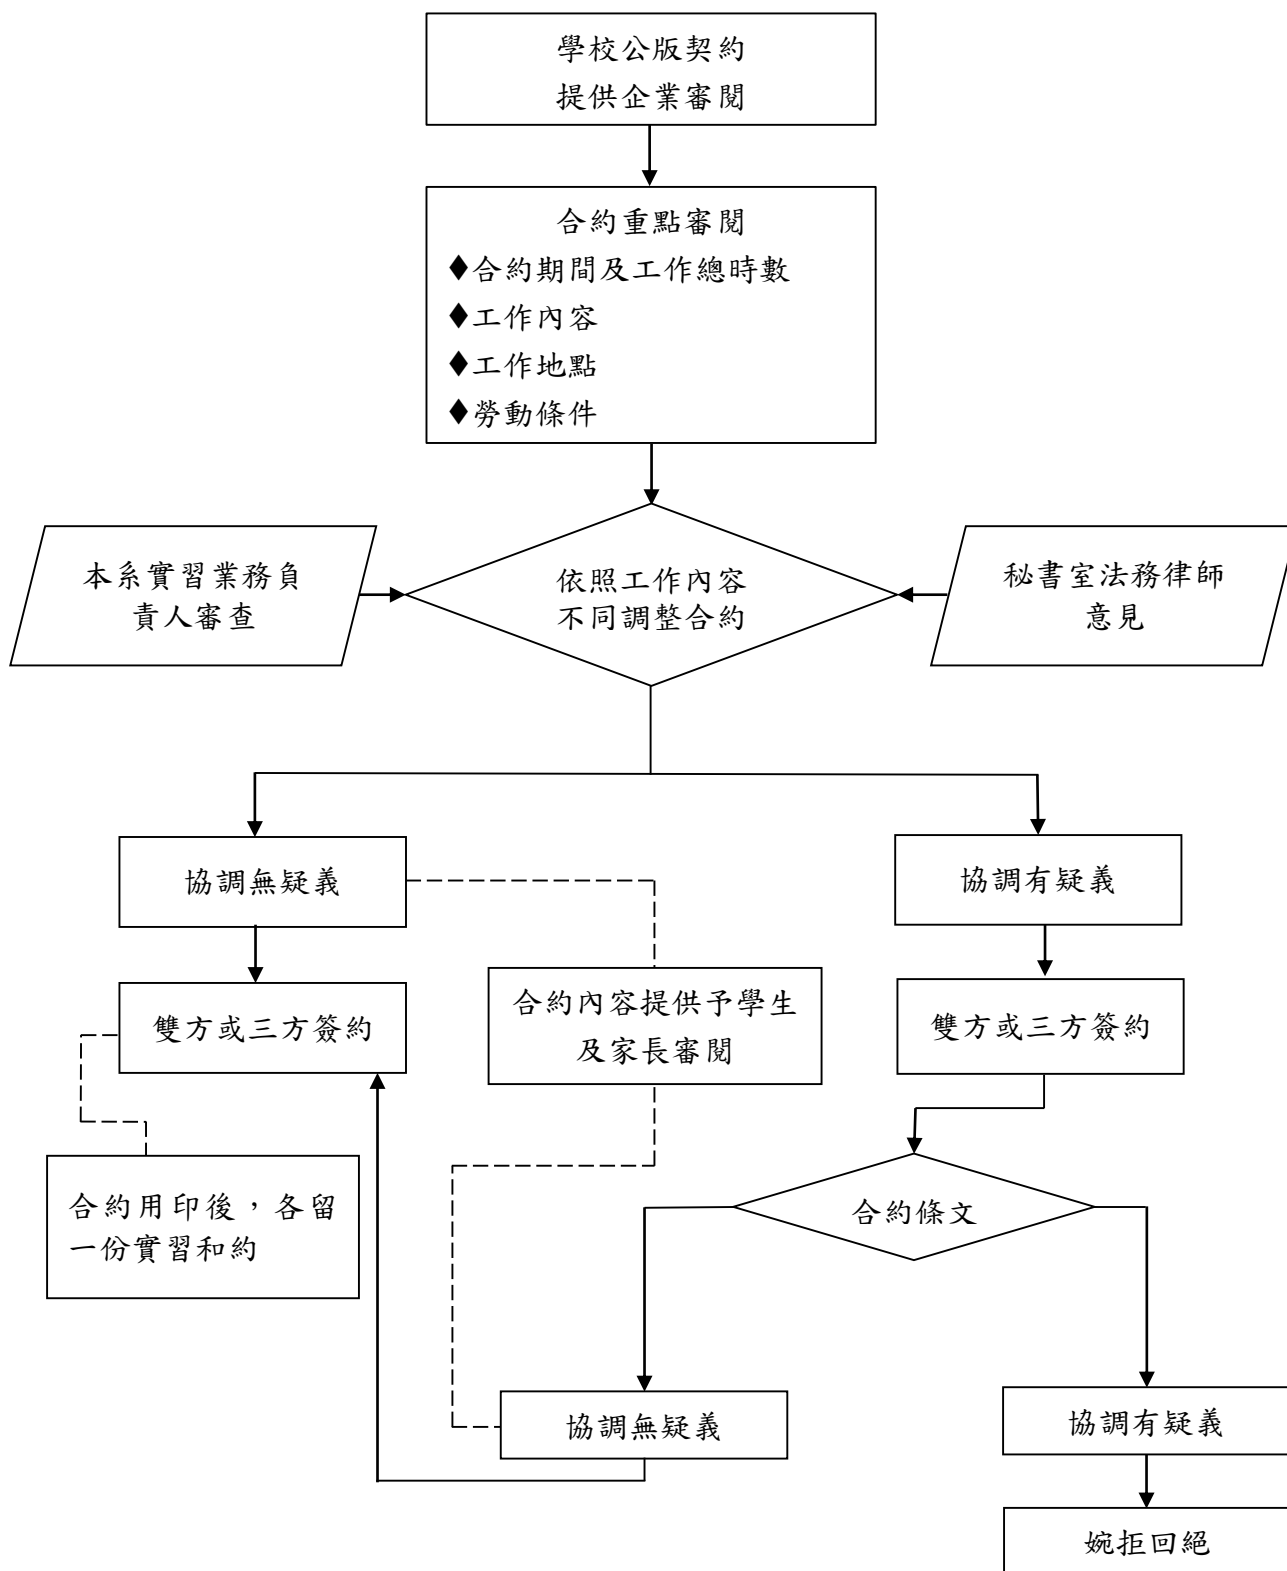 學校公版契約
提供企業審閱
合約重點審閱
♦合約期間及工作總時數
♦工作內容
♦工作地點
♦勞動條件
本系實習業務負
責人審查
依照工作內容
不同調整合約
秘書室法務律師
意見
協調無疑義
協調有疑義
雙方或三方簽約
合約內容提供予學生
及家長審閱
雙方或三方簽約
合約用印後，各留
一份實習和約
合約條文
協調無疑義
協調有疑義
婉拒回絕